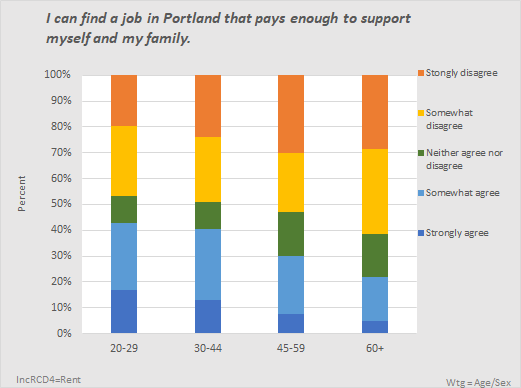 I can find a job in Portland that pays enough to support
myself and my family.
100%
90%
80%
70%
60%
50%
40%
30%
20%
10%
0%
Percent
20-29
30-44
45-59
60+
Stongly disagree
Somewhat
disagree
Neither agree nor
disagree
Somewhat agree
Strongly agree
IncRCD4=Rent
Wtg = Age/Sex